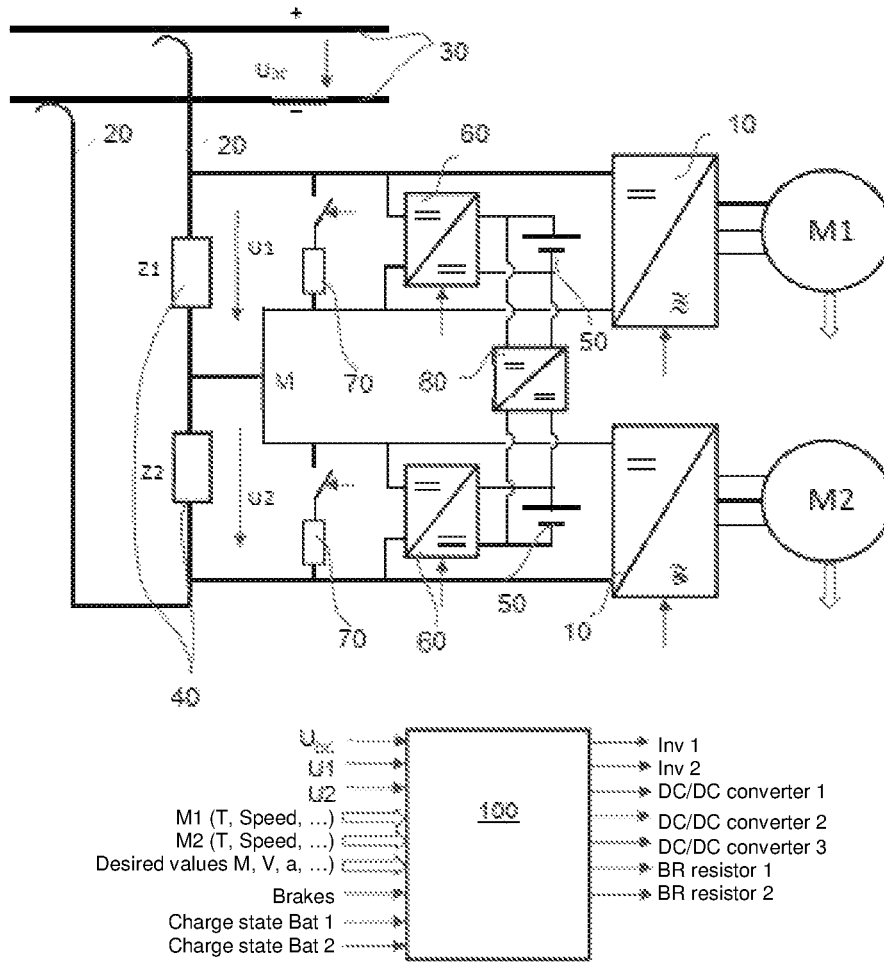 +
30
U_DC
–
20
20
60
10
M1
Z1
U1
70
50
M
80
Z2
U2
M2
70
60
50
10
40
U_DC
U1
U2
M1 (T, Speed, ...)
M2 (T, Speed, ...)
Desired values M, V, a, ...)
Brakes
Charge state Bat 1
Charge state Bat 2
100
Inv 1
Inv 2
DC/DC converter 1
DC/DC converter 2
DC/DC converter 3
BR resistor 1
BR resistor 2